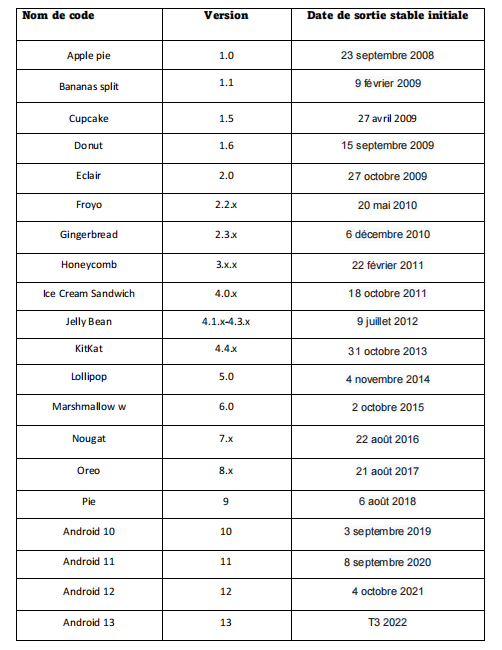 Nom de code Version Date de sortie stable initiale
Apple pie 1.0 23 septembre 2008
Bananas split 1.1 9 février 2009
Cupcake 1.5 27 avril 2009
Donut 1.6 15 septembre 2009
Eclair 2.0 27 octobre 2009
Froyo 2.2.x 20 mai 2010
Gingerbread 2.3.x 6 décembre 2010
Honeycomb 3.x.x 22 février 2011
Ice Cream Sandwich 4.0.x 18 octobre 2011
Jelly Bean 4.1.x-4.3.x 9 juillet 2012
KitKat 4.4.x 31 octobre 2013
Lollipop 5.0 4 novembre 2014
Marshmallow w 6.0 2 octobre 2015
Nougat 7.x 22 août 2016
Oreo 8.x 21 août 2017
Pie 9 6 août 2018
Android 10 10 3 septembre 2019
Android 11 11 8 septembre 2020
Android 12 12 4 octobre 2021
Android 13 13 T3 2022